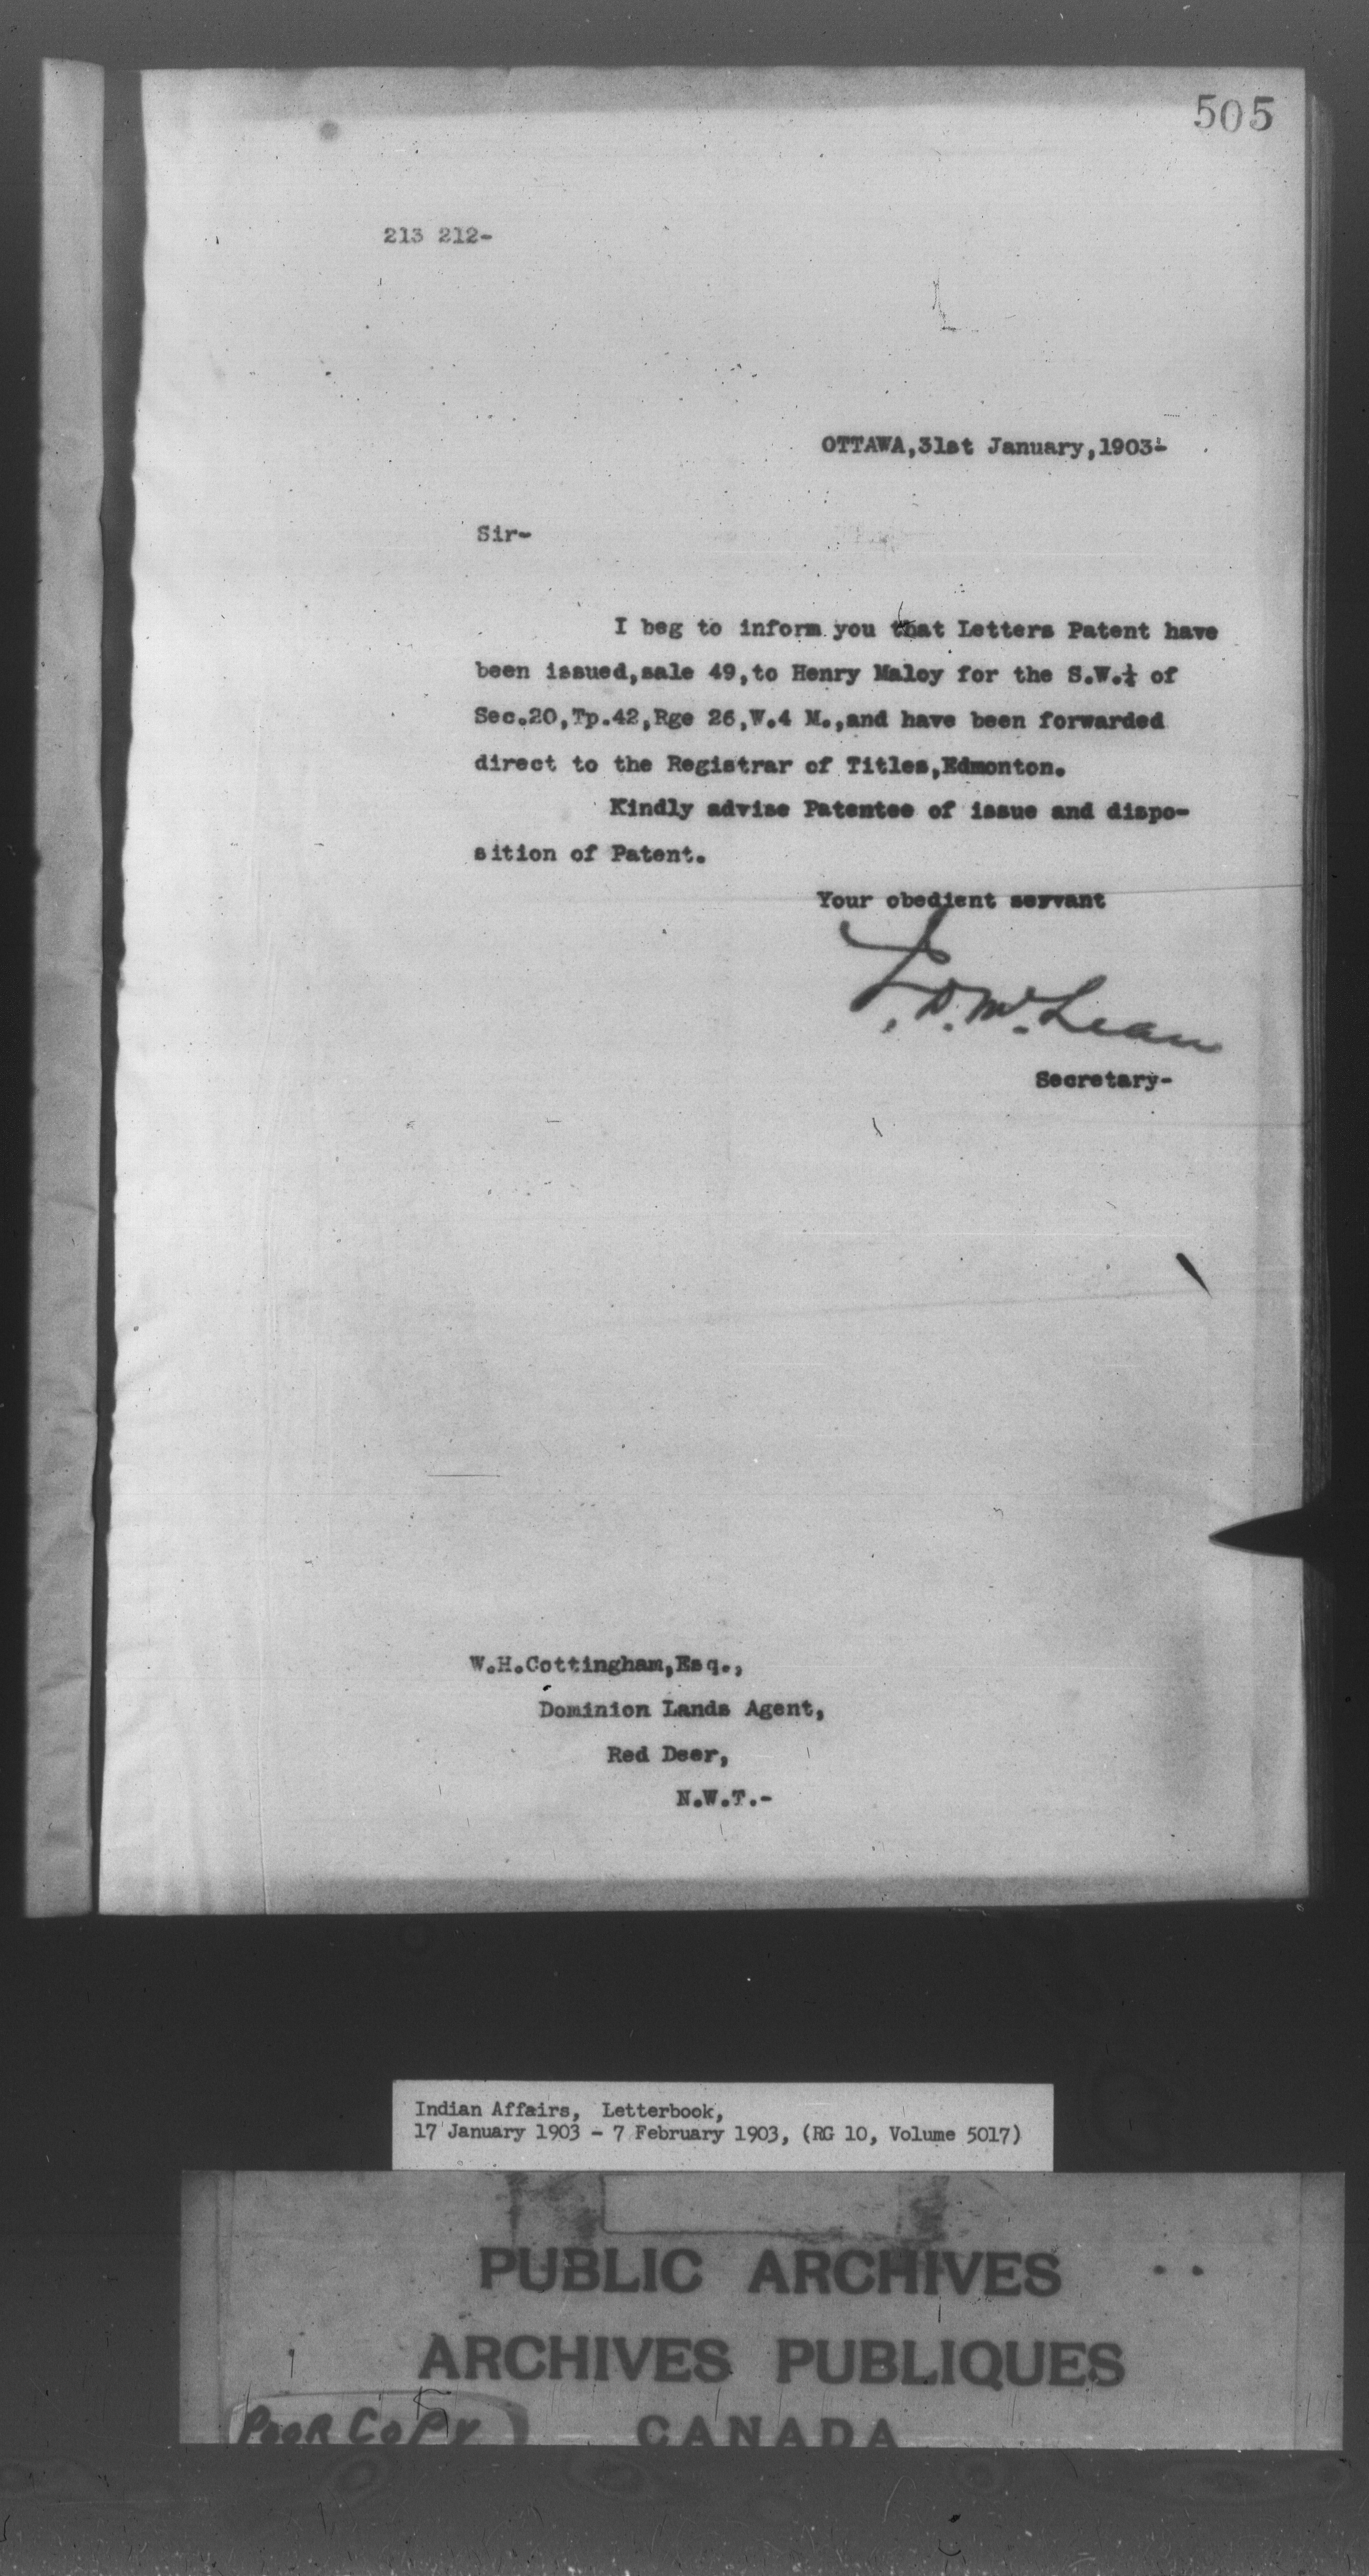 505
213 212-
OTTAWA,31st January,1903-
Sir-
I beg to inform you that Letters Patent have
been issued,sale 49,to Henry Maloy for the S.W.¼ of
Sec.20,Tp.42,Rge 26,W.4 M.,and have been forwarded
direct to the Registrar of Titles,Edmonton.
Kindly advise Patentee of issue and dispo-
sition of Patent.
Your obedient servant
J.D.McLean
Secretary-
W.H.Cottingham,Esq.,
Dominion Lands Agent,
Red Deer,
N.W.T.-
Indian Affairs, Letterbook,
17 January 1903 - 7 February 1903, (RG 10, Volume 5017)
PUBLIC ARCHIVES
ARCHIVES PUBLIQUES
POOR COPY CANADA